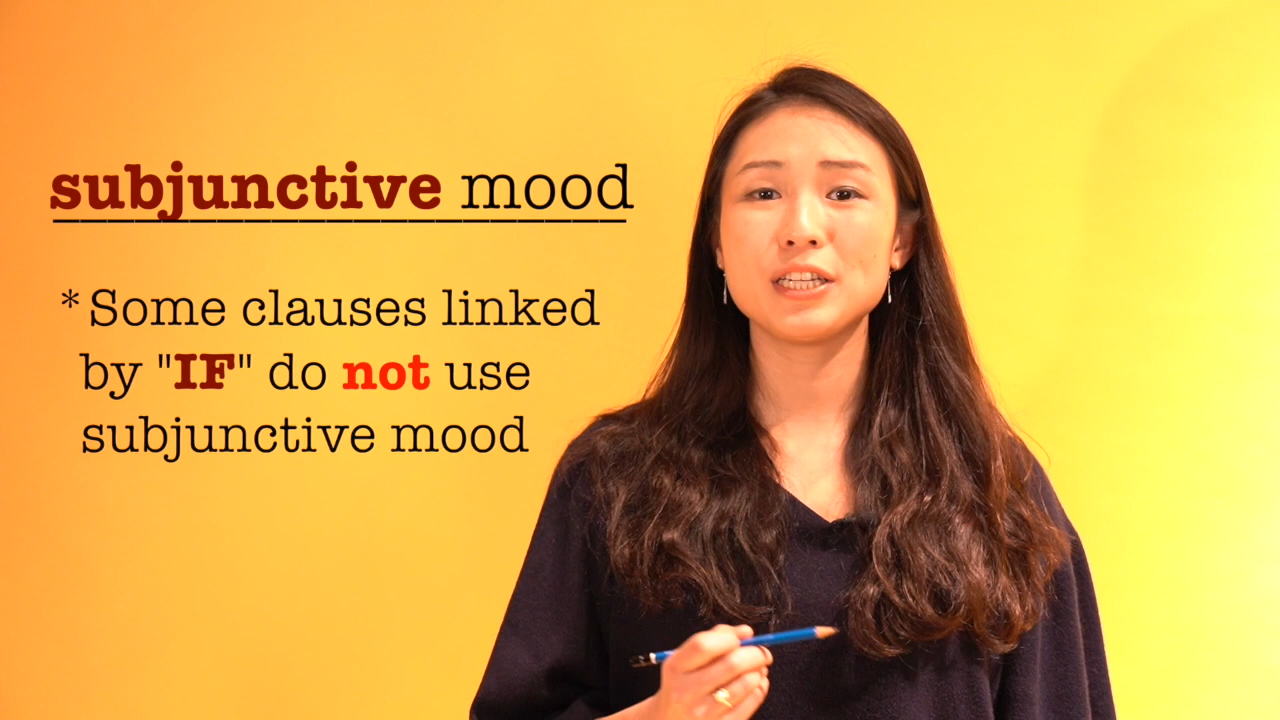 subjunctive mood
* Some clauses linked
by "IF" do not use
subjunctive mood